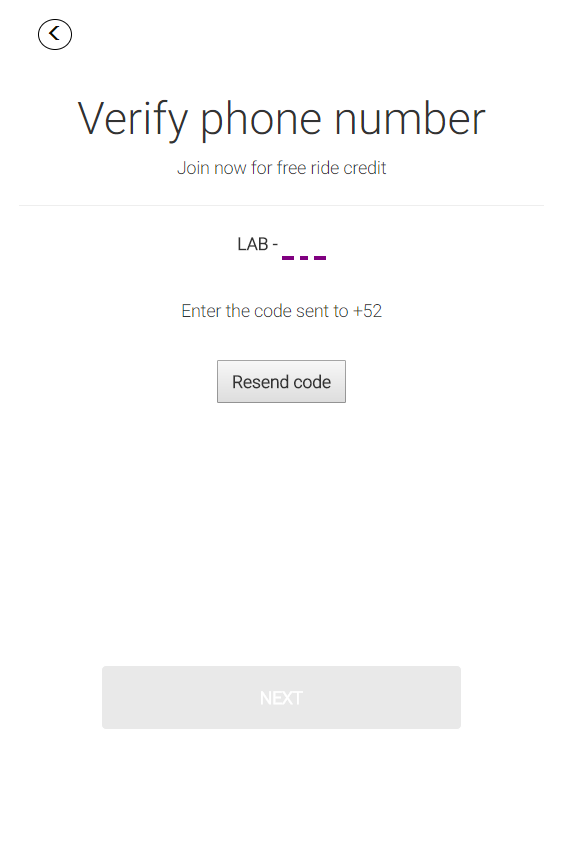 Verify phone number
Join now for free ride credit
LAB - _ _ _
Enter the code sent to +52
Resend code
NEXT